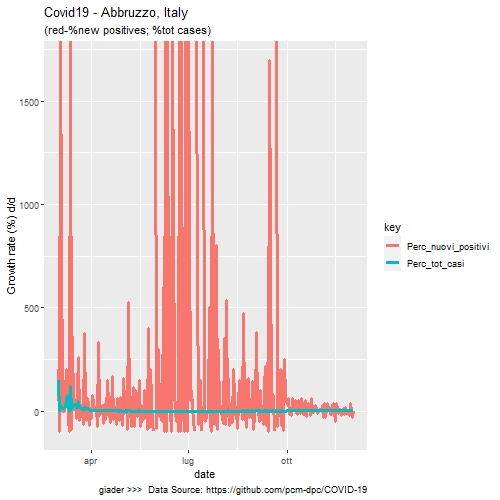 Covid19 - Abbruzzo, Italy
(red-%new positives; %tot cases)
Growth rate (%) d/d
1500
1000
500
0
apr
lug
ott
date
key
Perc_nuovi_positivi
Perc_tot_casi
giader >>> Data Source: https://github.com/pcm-dpc/COVID-19